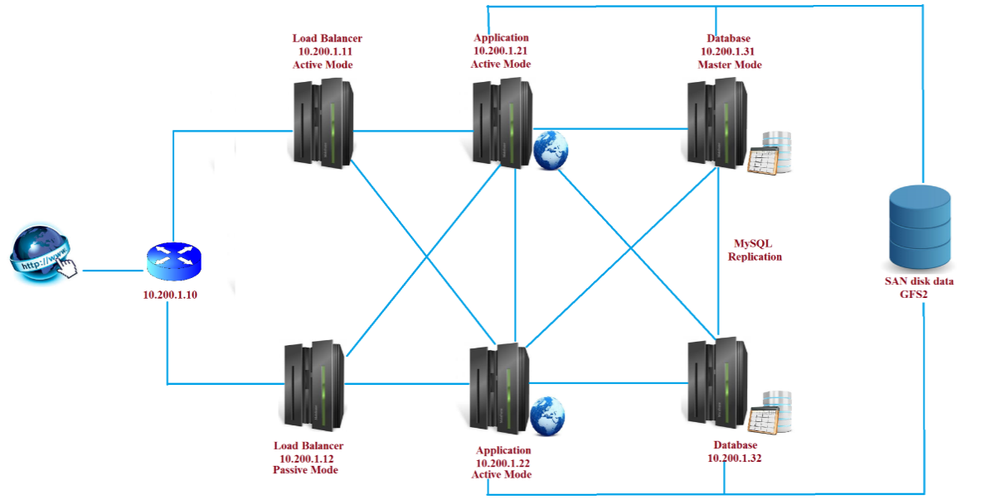 Load Balancer
10.200.1.11
Active Mode
Application
10.200.1.21
Active Mode
Database
10.200.1.31
Master Mode
http://www.
10.200.1.10
MySQL
Replication
SAN disk data
GFS2
Load Balancer
10.200.1.12
Passive Mode
Application
10.200.1.22
Active Mode
Database
10.200.1.32